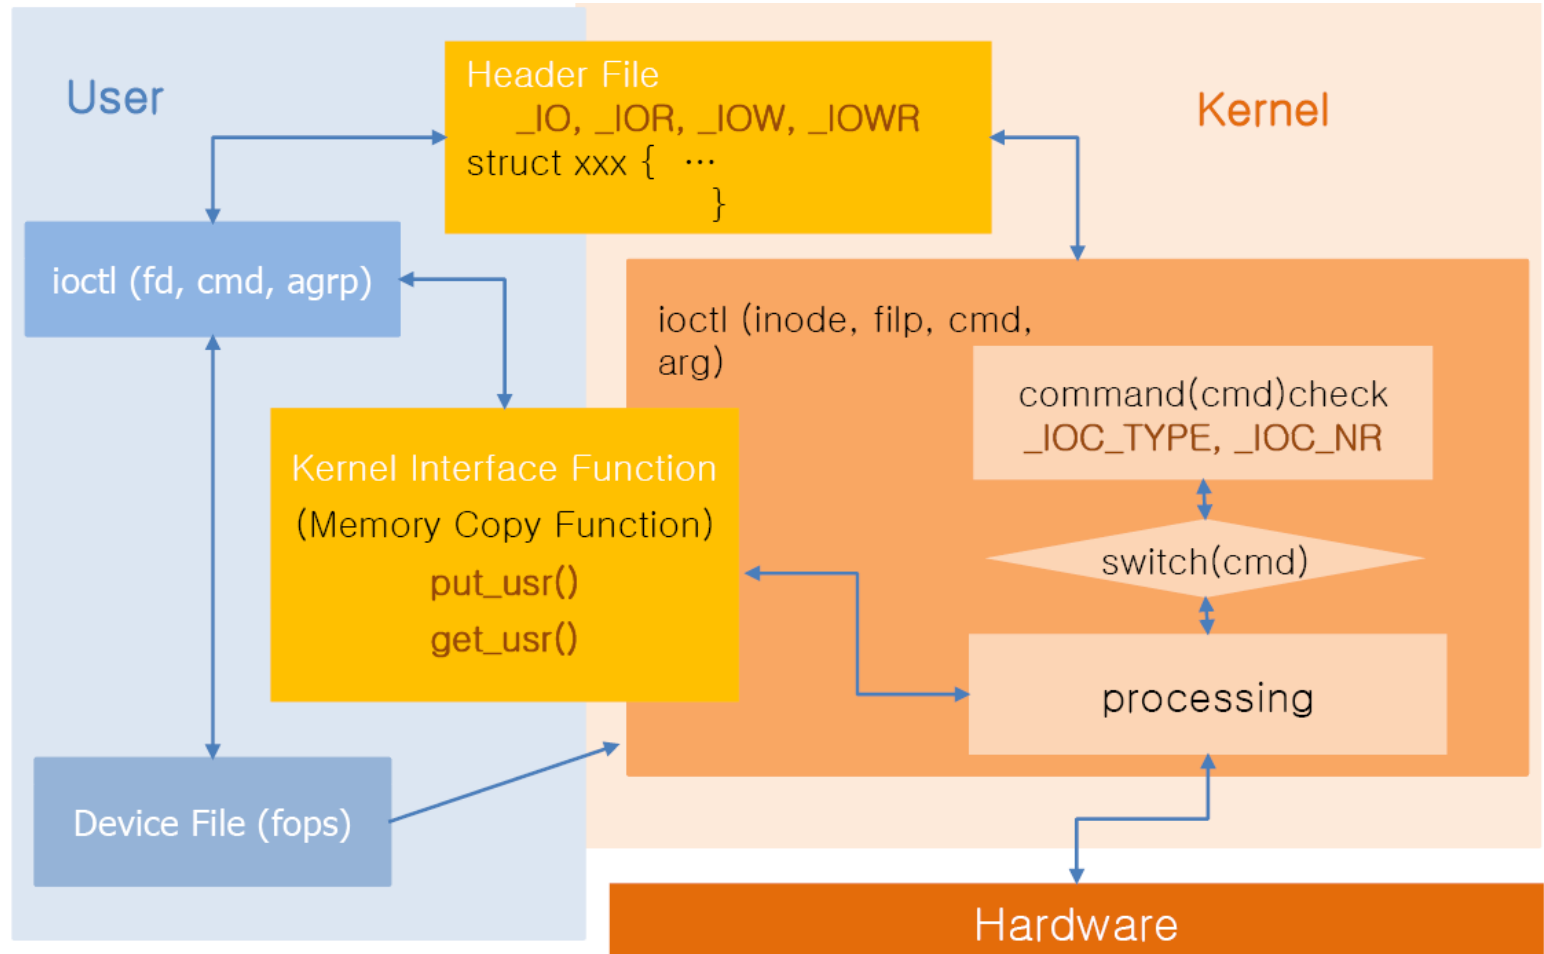 User
Header File
_IO, _IOR, _IOW, _IOWR
struct xxx { ...
}
Kernel
ioctl (fd, cmd, agrp)
ioctl (inode, filp, cmd,
arg)
command(cmd)check
_IOC_TYPE, _IOC_NR
switch(cmd)
processing
Kernel Interface Function
(Memory Copy Function)
put_usr()
get_usr()
Device File (fops)
Hardware